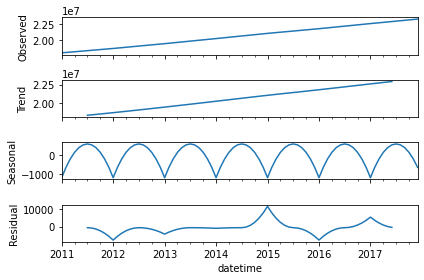 1e7
Observed
2.25
2.00
1e7
Trend
2.25
2.00
Seasonal
0
−1000
Residual
10000
0
2011 2012 2013 2014 2015 2016 2017
datetime